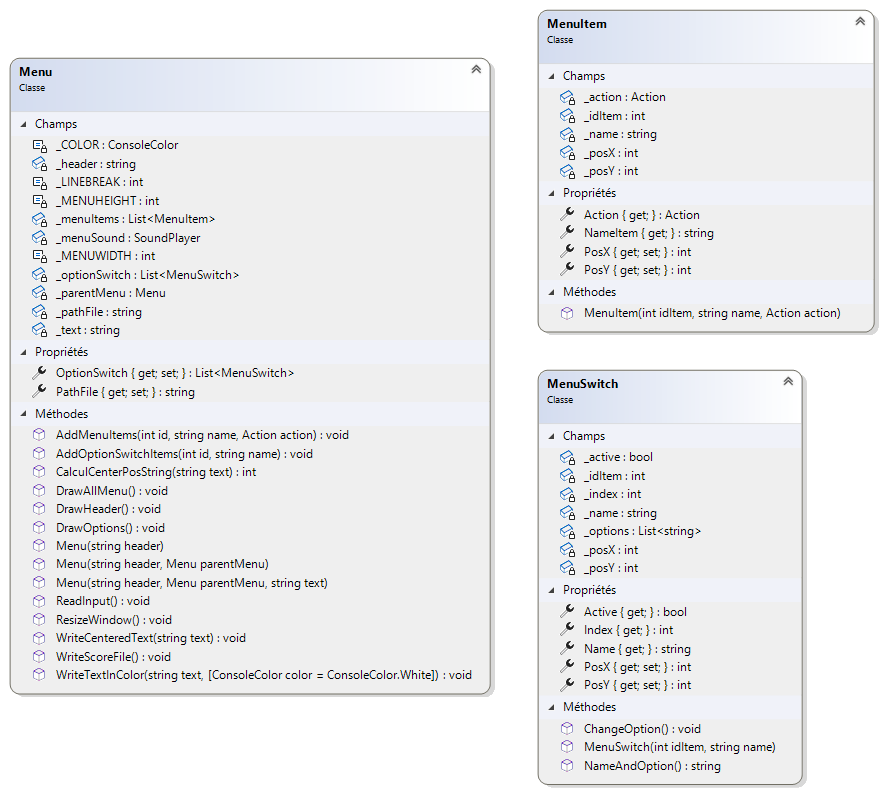 Menu
Classe
Champs
_COLOR : ConsoleColor
_header : string
_LINEBREAK : int
_MENUHEIGHT : int
_menuItems : List<MenuItem>
_menuSound : SoundPlayer
_MENUWIDTH : int
_optionSwitch : List<MenuSwitch>
_parentMenu : Menu
_pathFile : string
_text : string
Propriétés
OptionSwitch { get; set; } : List<MenuSwitch>
PathFile { get; set; } : string
Méthodes
AddMenuItems(int id, string name, Action action) : void
AddOptionSwitchItems(int id, string name) : void
CalculCenterPosString(string text) : int
DrawAllMenu() : void
DrawHeader() : void
DrawOptions() : void
Menu(string header)
Menu(string header, Menu parentMenu)
Menu(string header, Menu parentMenu, string text)
ReadInput() : void
ResizeWindow() : void
WriteCenteredText(string text) : void
WriteScoreFile() : void
WriteTextInColor(string text, [ConsoleColor color = ConsoleColor.White]) : void
MenuItem
Classe
Champs
_action : Action
_idItem : int
_name : string
_posX : int
_posY : int
Propriétés
Action { get; } : Action
NameItem { get; } : string
PosX { get; set; } : int
PosY { get; set; } : int
Méthodes
MenuItem(int idItem, string name, Action action)
MenuSwitch
Classe
Champs
_active : bool
_idItem : int
_index : int
_name : string
_options : List<string>
_posX : int
_posY : int
Propriétés
Active { get; } : bool
Index { get; } : int
Name { get; } : string
PosX { get; set; } : int
PosY { get; set; } : int
Méthodes
ChangeOption() : void
MenuSwitch(int idItem, string name)
NameAndOption() : string